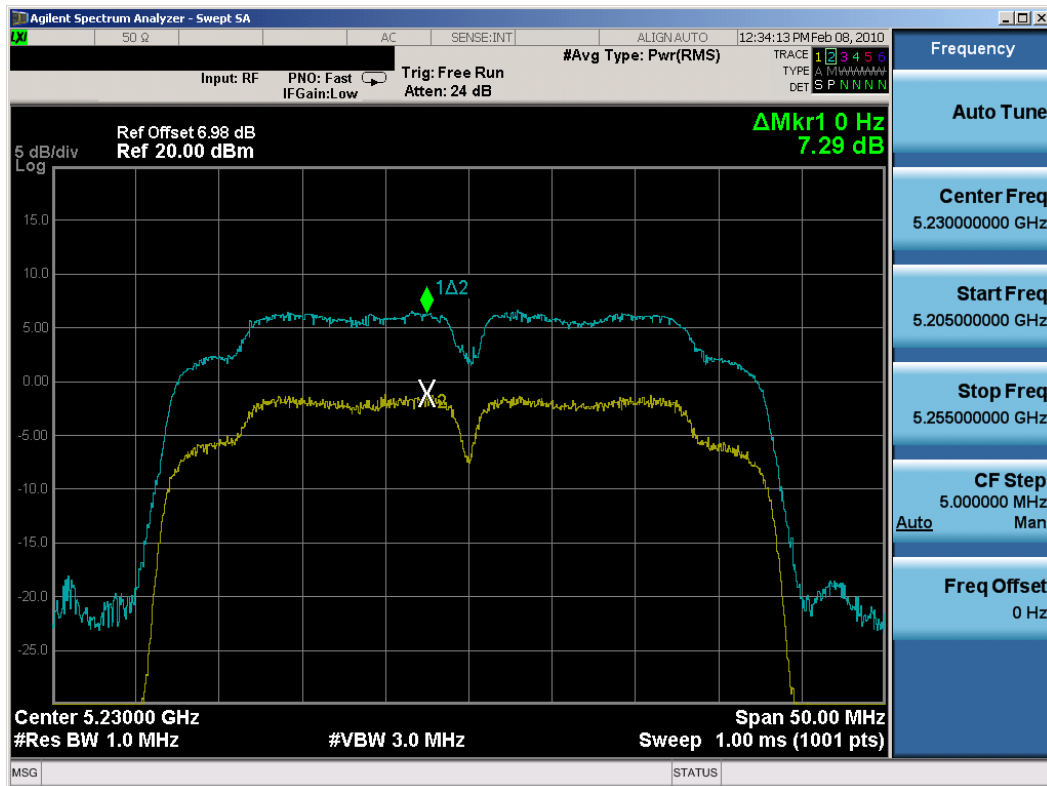 Agilent Spectrum Analyzer - Swept SA
LXI 50 Ω AC SENSE:INT ALIGNAUTO 12:34:13 PMFeb 08, 2010
Input: RF PNO: Fast Trig: Free Run #Avg Type: Pwr(RMS) TRACE 1 2 3 4 5 6
IFGain:Low Atten: 24 dB TYPE A MWWWWW
DET S P N N N N
Ref Offset 6.98 dB ΔMkr1 0 Hz
5 dB/div Ref 20.00 dBm 7.29 dB
Log
15.0
10.0
1Δ2
5.00
0.00
X2
-5.00
-10.0
-15.0
-20.0
-25.0
Center 5.23000 GHz Span 50.00 MHz
#Res BW 1.0 MHz #VBW 3.0 MHz Sweep 1.00 ms (1001 pts)
MSG STATUS
Frequency
Auto Tune
Center Freq
5.230000000 GHz
Start Freq
5.205000000 GHz
Stop Freq
5.255000000 GHz
CF Step
5.000000 MHz
Auto Man
Freq Offset
0 Hz